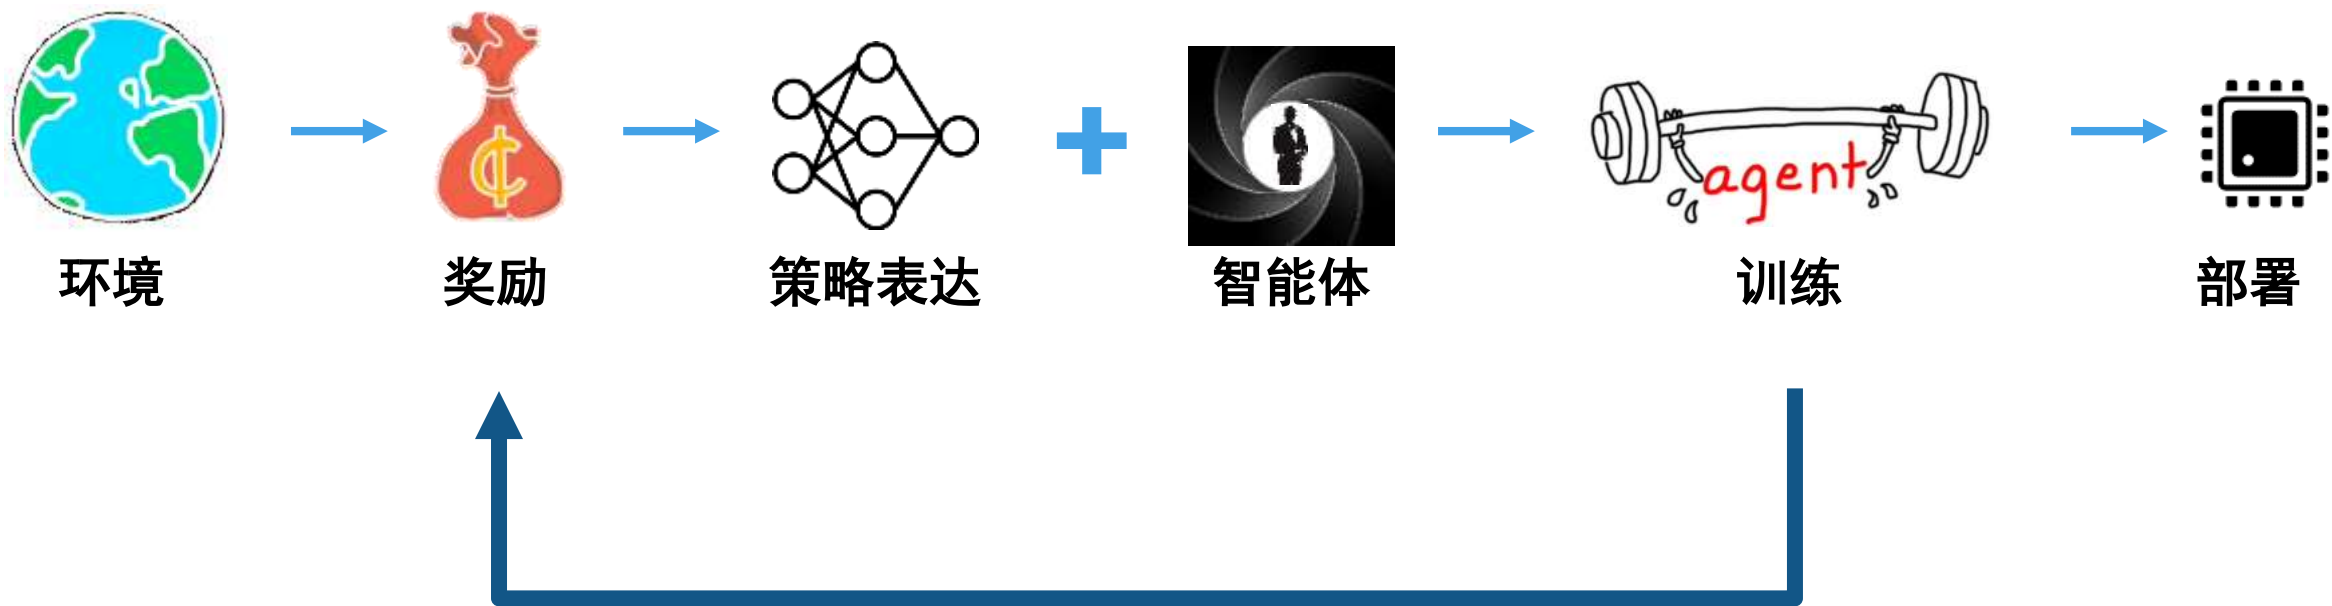 agent
环境
奖励
策略表达
智能体
训练
部署